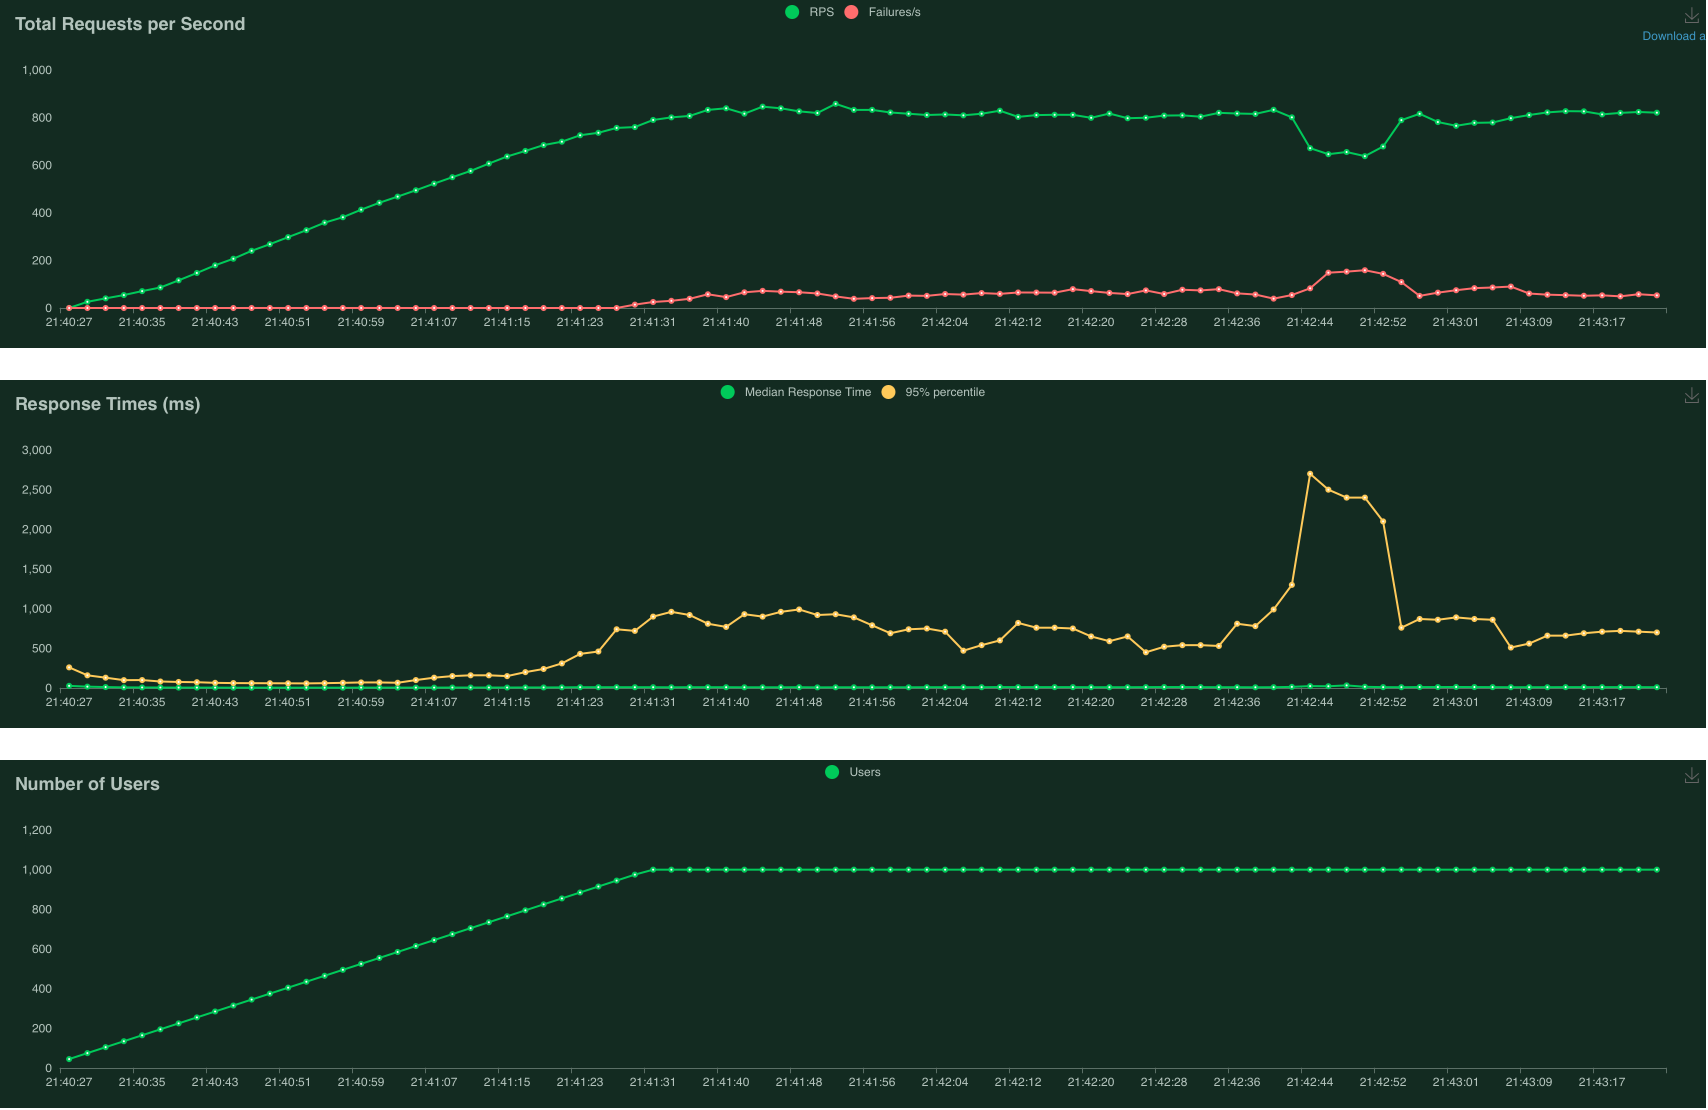 RPS Failures/s
Total Requests per Second
Download a
1,000
800
600
400
200
0
21:40:27 21:40:35 21:40:43 21:40:51 21:40:59 21:41:07 21:41:15 21:41:23 21:41:31 21:41:40 21:41:48 21:41:56 21:42:04 21:42:12 21:42:20 21:42:28 21:42:36 21:42:44 21:42:52 21:43:01 21:43:09 21:43:17
Median Response Time 95% percentile
Response Times (ms)
3,000
2,500
2,000
1,500
1,000
500
0
21:40:27 21:40:35 21:40:43 21:40:51 21:40:59 21:41:07 21:41:15 21:41:23 21:41:31 21:41:40 21:41:48 21:41:56 21:42:04 21:42:12 21:42:20 21:42:28 21:42:36 21:42:44 21:42:52 21:43:01 21:43:09 21:43:17
Users
Number of Users
1,200
1,000
800
600
400
200
0
21:40:27 21:40:35 21:40:43 21:40:51 21:40:59 21:41:07 21:41:15 21:41:23 21:41:31 21:41:40 21:41:48 21:41:56 21:42:04 21:42:12 21:42:20 21:42:28 21:42:36 21:42:44 21:42:52 21:43:01 21:43:09 21:43:17